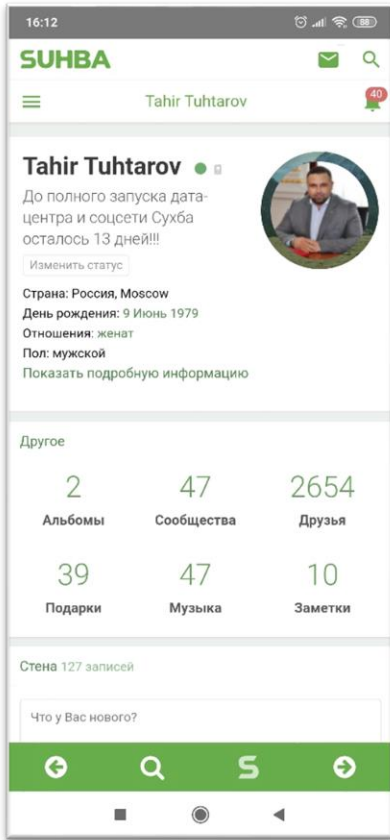 16:12
88
SUHBA
Tahir Tuhtarov
40
Tahir Tuhtarov
До полного запуска дата-
центра и соцсети Сухба
осталось 13 дней!!!
Изменить статус
Страна: Россия, Moscow
День рождения: 9 Июнь 1979
Отношения: женат
Пол: мужской
Показать подробную информацию
Другое
2 47 2654
Альбомы Сообщества Друзья
39 47 10
Подарки Музыка Заметки
Стена 127 записей
Что у Вас нового?
S